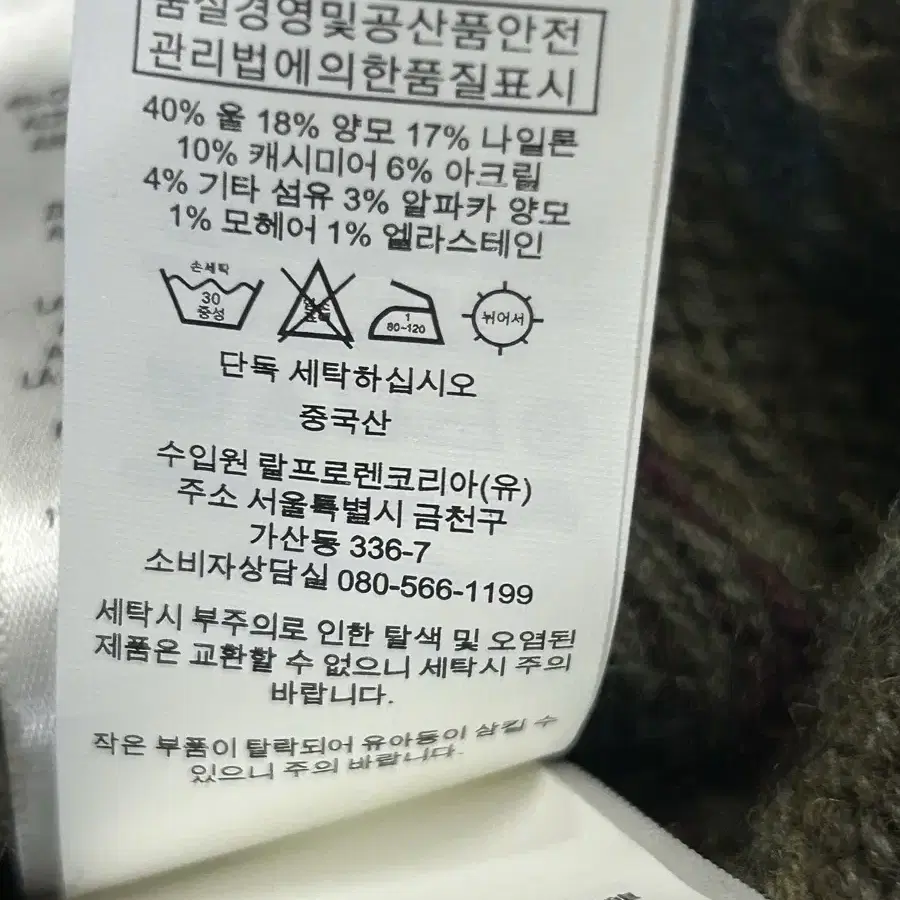 품질경영및공산품안전
관리법에의한품질표시
40% 울 18% 양모 17% 나일론
10% 캐시미어 6% 아크릴
4% 기타 섬유 3% 알파카 양모
1% 모헤어 1% 엘라스테인
손세탁
30
중성
1
80~120
뉘어서
단독 세탁하십시오
중국산
수입원 랄프로렌코리아(유)
주소 서울특별시 금천구
가산동 336-7
소비자상담실 080-566-1199
세탁시 부주의로 인한 탈색 및 오염된
제품은 교환할 수 없으니 세탁시 주의
바랍니다.
작은 부품이 탈락되어 유아동이 삼킬 수
있으니 주의 바랍니다.